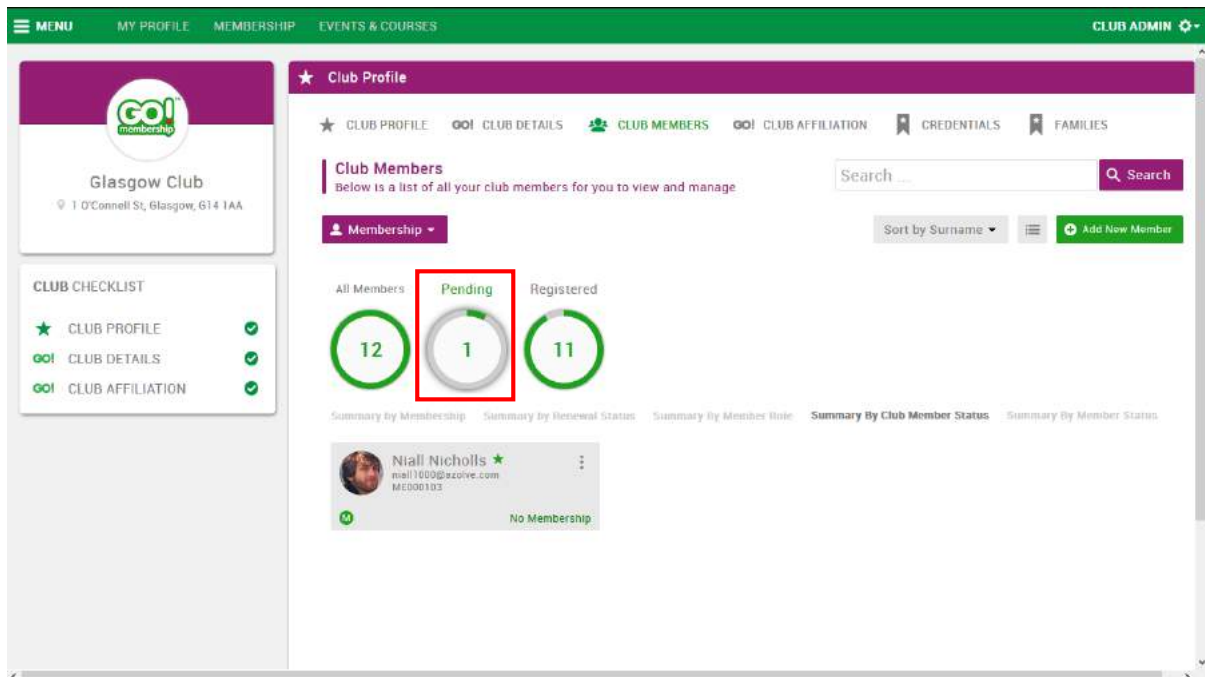 MENU MY PROFILE MEMBERSHIP EVENTS & COURSES CLUB ADMIN
GO!
membership
Glasgow Club
1 O'Connell St, Glasgow, G14 1AA
CLUB CHECKLIST
CLUB PROFILE
GO! CLUB DETAILS
GO! CLUB AFFILIATION
Club Profile
CLUB PROFILE GO! CLUB DETAILS CLUB MEMBERS GO! CLUB AFFILIATION CREDENTIALS FAMILIES
Club Members
Below is a list of all your club members for you to view and manage
Search ... Search
Membership Sort by Surname Add New Member
All Members Pending Registered
12 1 11
Summary by Membership Summary by Renewal Status Summary By Member Role Summary By Club Member Status Summary By Member Status
Niall Nicholls
niall1000@azolve.com
ME000103
M No Membership